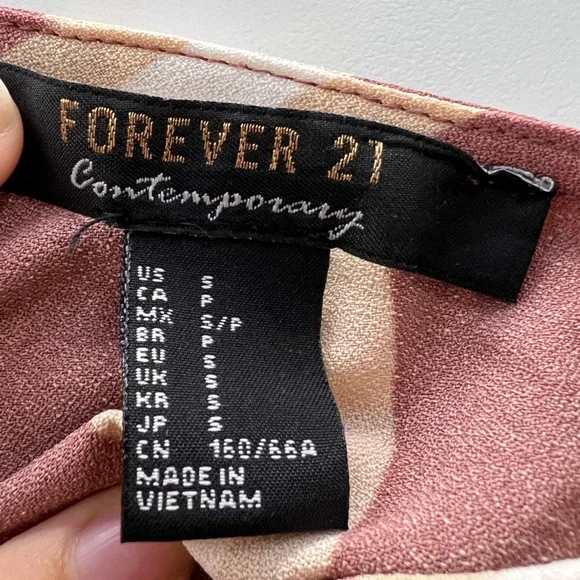 FOREVER 21
Contemporary
US S
CA P
MX S/P
BR P
EU S
UK S
KR S
JP S
CN 160/66A
MADE IN
VIETNAM